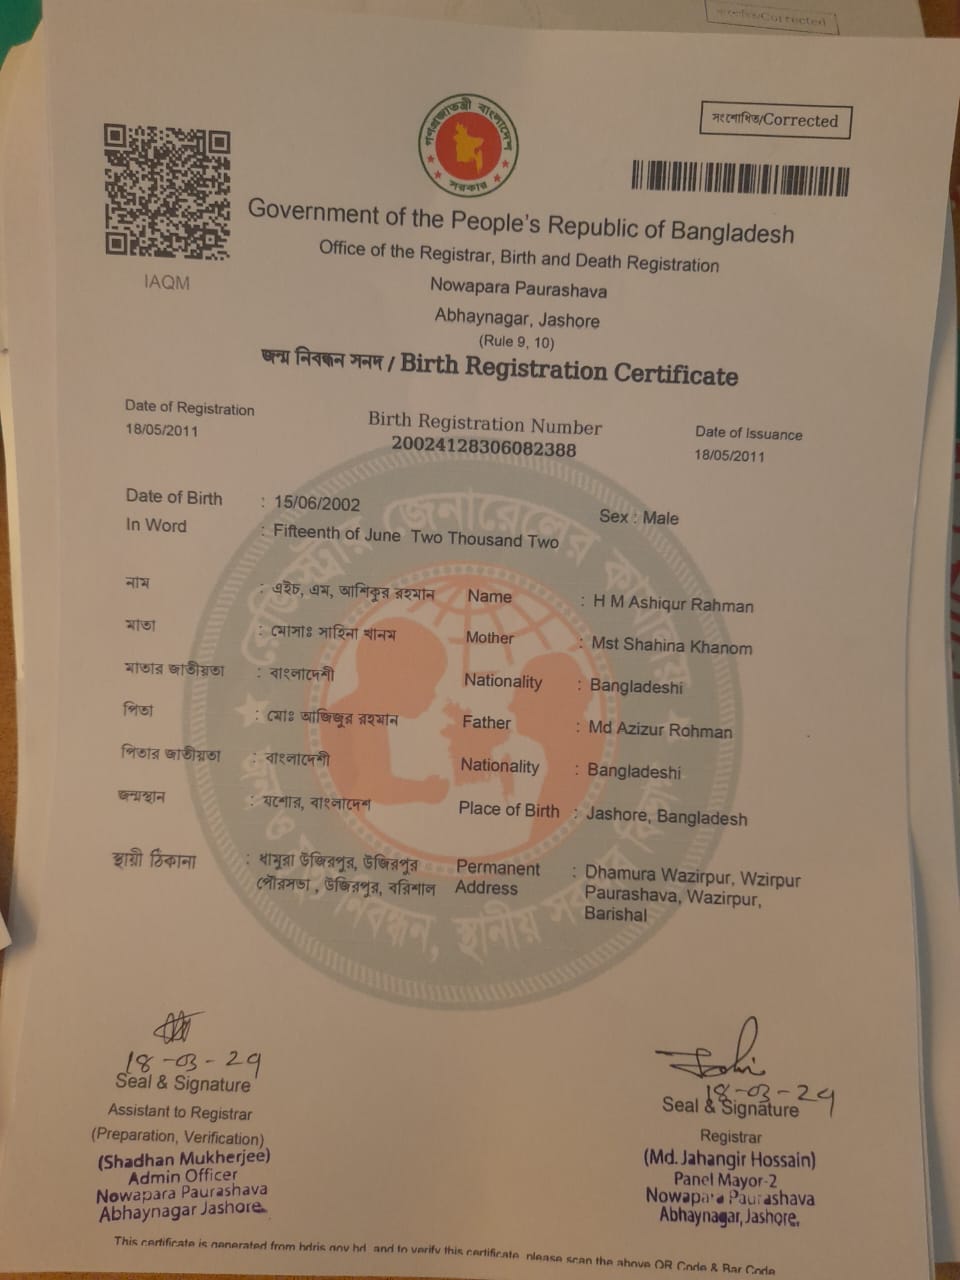 সংশোধিত/Corrected
গণপ্রজাতন্ত্রী বাংলাদেশ
সরকার
সংশোধিত/Corrected
IAQM
Government of the People's Republic of Bangladesh
Office of the Registrar, Birth and Death Registration
Nowapara Paurashava
Abhaynagar, Jashore
(Rule 9, 10)
জন্ম নিবন্ধন সনদ / Birth Registration Certificate
Date of Registration Birth Registration Number Date of Issuance
18/05/2011 20024128306082388 18/05/2011
Date of Birth : 15/06/2002 Sex : Male
In Word : Fifteenth of June Two Thousand Two
নাম : এইচ, এম, আশিকুর রহমান Name : H M Ashiqur Rahman
মাতা : মোসাঃ সাহিনা খানম Mother : Mst Shahina Khanom
মাতার জাতীয়তা : বাংলাদেশী Nationality : Bangladeshi
পিতা : মোঃ আজিজুর রহমান Father : Md Azizur Rohman
পিতার জাতীয়তা : বাংলাদেশী Nationality : Bangladeshi
জন্মস্থান : যশোর, বাংলাদেশ Place of Birth : Jashore, Bangladesh
স্থায়ী ঠিকানা : ধামুরা উজিরপুর, উজিরপুর Permanent : Dhamura Wazirpur, Wzirpur
পৌরসভা , উজিরপুর, বরিশাল Address Paurashava, Wazirpur,
Barishal
18-03-24
Seal & Signature
Assistant to Registrar
(Preparation, Verification)
(Shadhan Mukherjee)
Admin Officer
Nowapara Paurashava
Abhaynagar Jashore.
18-03-24
Seal & Signature
Registrar
(Md. Jahangir Hossain)
Panel Mayor-2
Nowapara Paurashava
Abhaynagar, Jashore.
This certificate is generated from bdris.gov.bd, and to verify this certificate, please scan the above QR Code & Bar Code